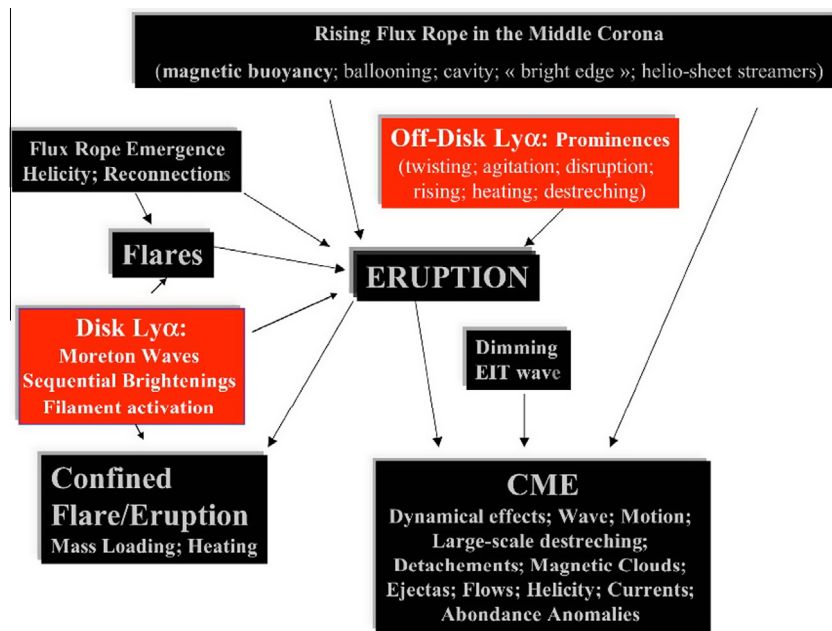 Rising Flux Rope in the Middle Corona
(magnetic buoyancy; ballooning; cavity; « bright edge »; helio-sheet streamers)
Off-Disk Lyα: Prominences
(twisting; agitation; disruption;
rising; heating; destreching)
Flux Rope Emergence
Helicity; Reconnections
Flares
ERUPTION
Disk Lyα:
Moreton Waves
Sequential Brightenings
Filament activation
Dimming
EIT wave
Confined
Flare/Eruption
Mass Loading; Heating
CME
Dynamical effects; Wave; Motion;
Large-scale destreching;
Detachements; Magnetic Clouds;
Ejectas; Flows; Helicity; Currents;
Abondance Anomalies